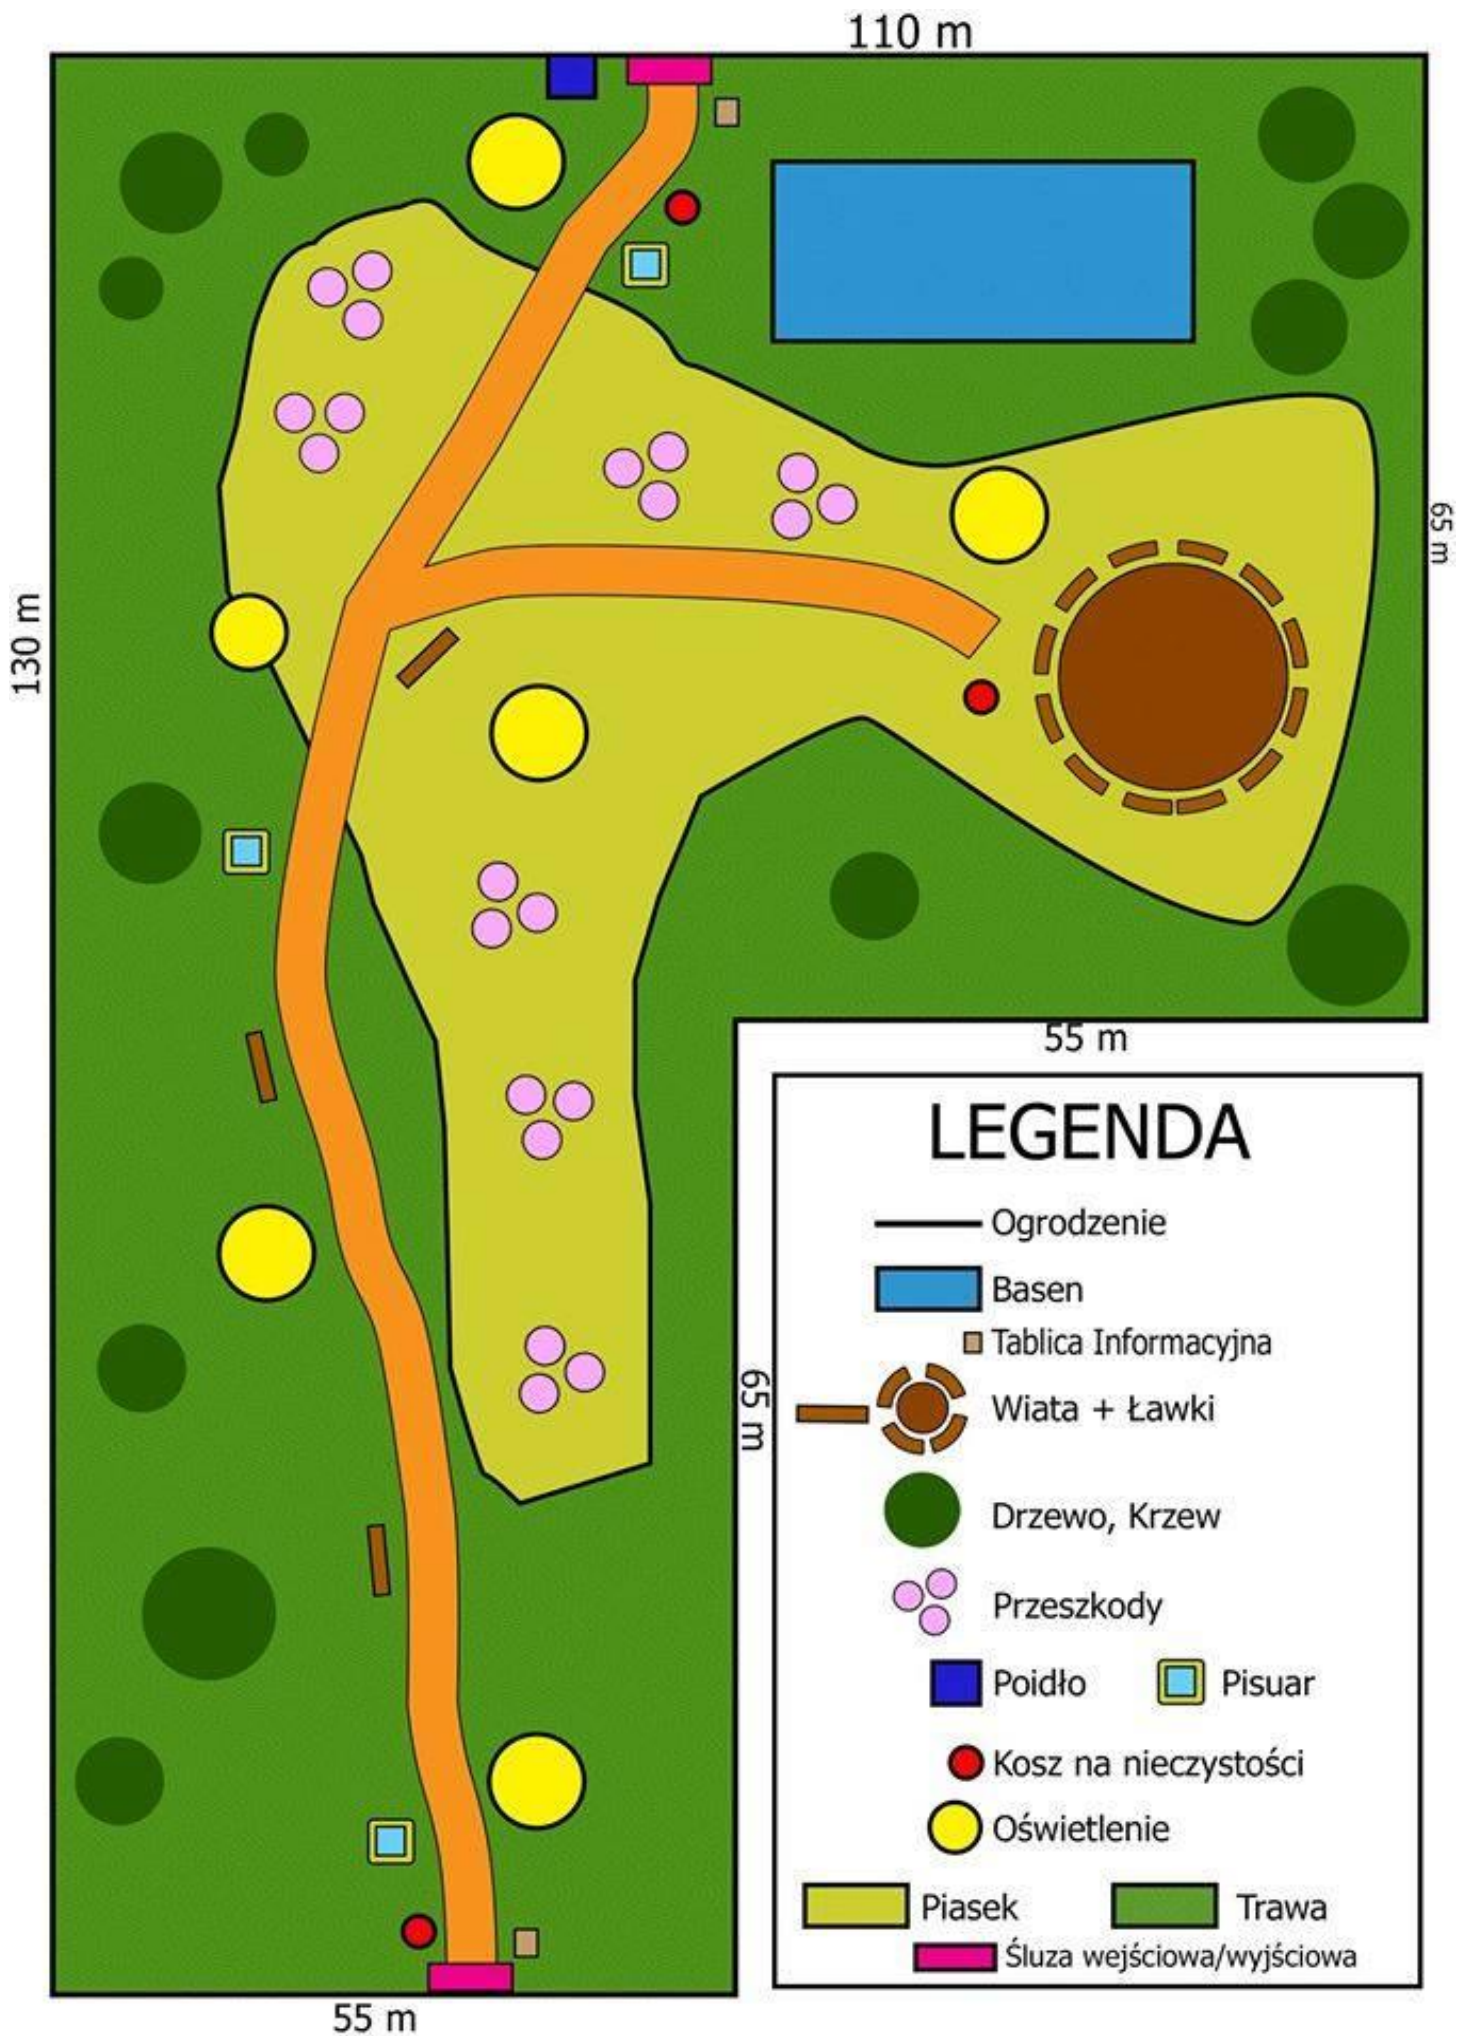 110 m
130 m
65 m
55 m
65 m
55 m
LEGENDA
Ogrodzenie
Basen
Tablica Informacyjna
Wiata + Ławki
Drzewo, Krzew
Przeszkody
Poidło Pisuar
Kosz na nieczystości
Oświetlenie
Piasek Trawa
Śluza wejściowa/wyjściowa